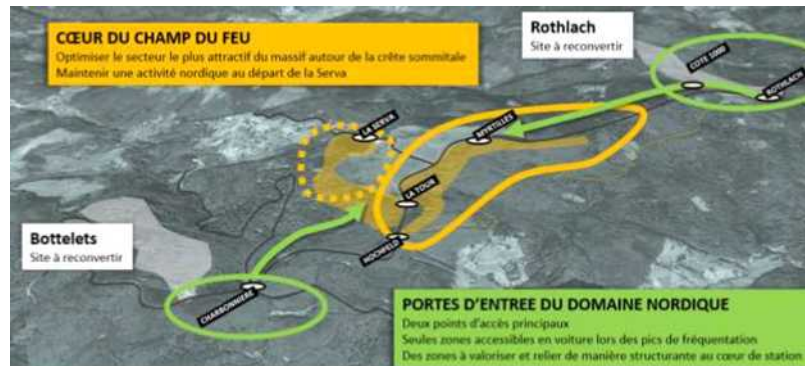 CŒUR DU CHAMP DU FEU
Optimiser le secteur le plus attractif du massif autour de la crête sommitale
Maintenir une activité nordique au départ de la Serva
Rothlach
Site à reconvertir
COTE 1000
ROTHLACH
LA SERVA
MYRTILLES
LA TOUR
HOCHFELD
Bottelets
Site à reconvertir
CHARBONNIERE
PORTES D'ENTREE DU DOMAINE NORDIQUE
Deux points d'accès principaux
Seules zones accessibles en voiture lors des pics de fréquentation
Des zones à valoriser et relier de manière structurante au cœur de station